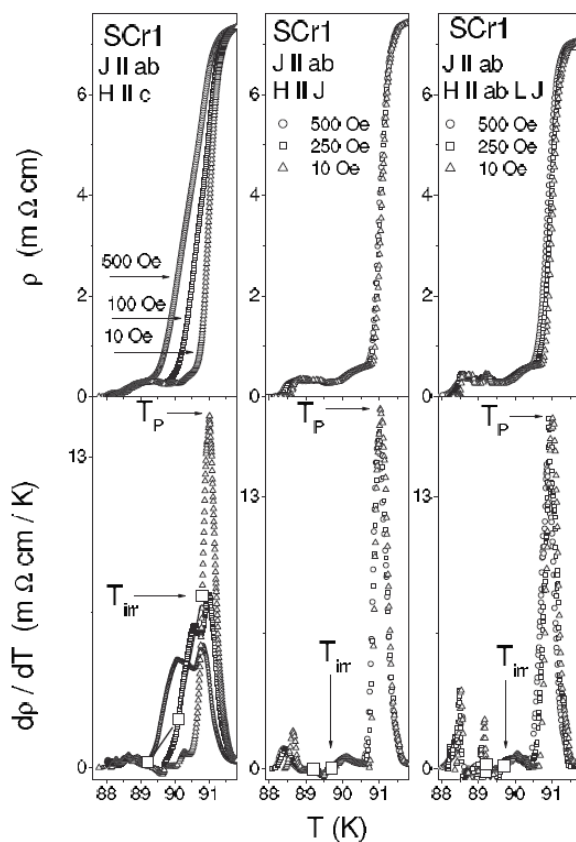 SCr1
J II ab
H II c
500 Oe
100 Oe
10 Oe
SCr1
J II ab
H II J
500 Oe
250 Oe
10 Oe
SCr1
J II ab
H II ab L J
500 Oe
250 Oe
10 Oe
6
4
2
0
6
4
2
0
6
4
2
0
ρ (m Ω cm)
T_P
T_irr
13
0
T_P
T_irr
13
0
T_P
T_irr
13
0
dρ / dT (m Ω cm / K)
88 89 90 91
88 89 90 91
88 89 90 91
T (K)